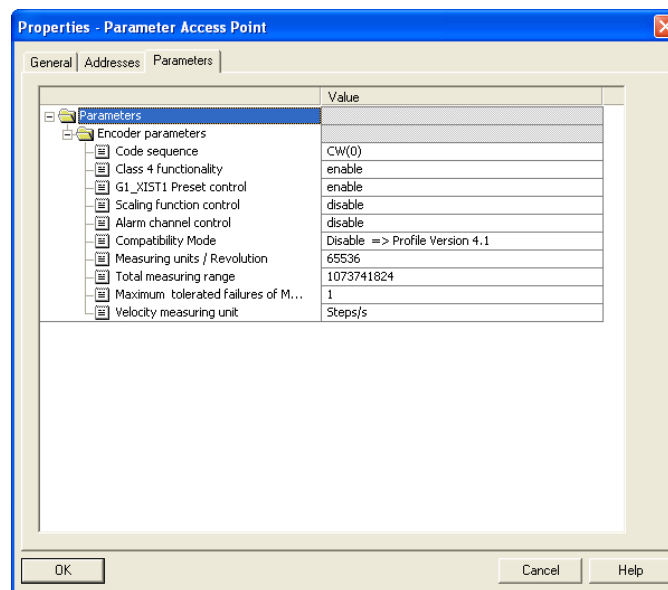 Properties - Parameter Access Point
General Addresses Parameters
Value
Parameters
Encoder parameters
Code sequence CW(0)
Class 4 functionality enable
G1_XIST1 Preset control enable
Scaling function control disable
Alarm channel control disable
Compatibility Mode Disable => Profile Version 4.1
Measuring units / Revolution 65536
Total measuring range 1073741824
Maximum tolerated failures of M... 1
Velocity measuring unit Steps/s
OK Cancel Help